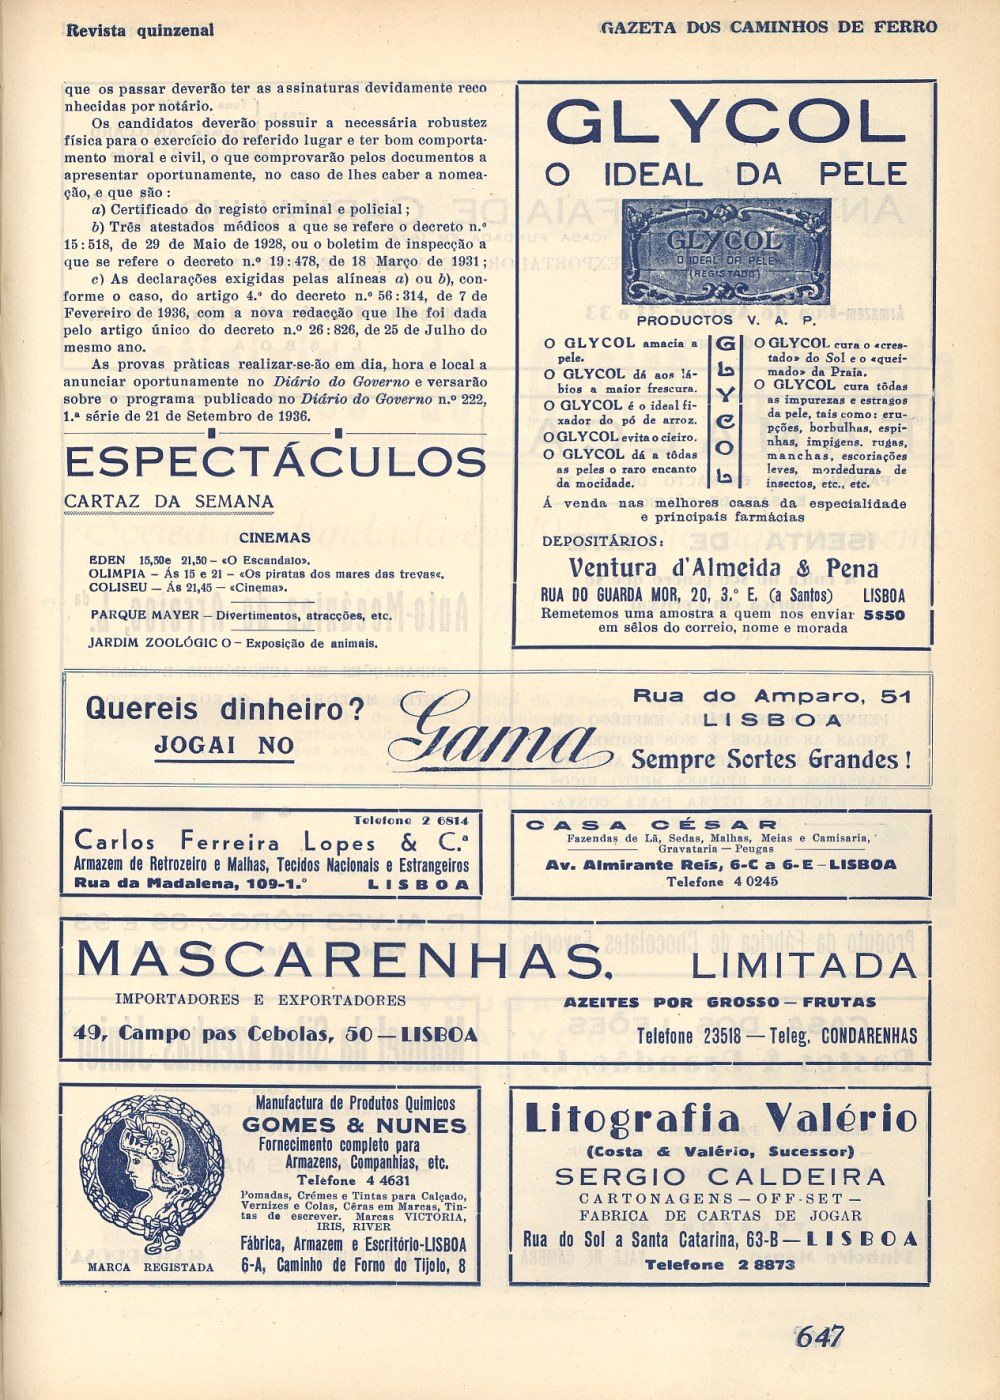 Revista quinzenal
GAZETA DOS CAMINHOS DE FERRO
que os passar deverão ter as assinaturas devidamente reco
nhecidas por notário.
Os candidatos deverão possuir a necessária robustez
física para o exercício do referido lugar e ter bom comporta-
mento moral e civil, o que comprovarão pelos documentos a
apresentar oportunamente, no caso de lhes caber a nomea-
ção, e que são :
a) Certificado do registo criminal e policial ;
b) Três atestados médicos a que se refere o decreto n.º
15:518, de 29 de Maio de 1928, ou o boletim de inspecção a
que se refere o decreto n.º 19:478, de 18 Março de 1931 ;
c) As declarações exigidas pelas alíneas a) ou b), con-
forme o caso, do artigo 4.º do decreto n.º 56:314, de 7 de
Fevereiro de 1936, com a nova redacção que lhe foi dada
pelo artigo único do decreto n.º 26:826, de 25 de Julho do
mesmo ano.
As provas pràticas realizar-se-ão em dia, hora e local a
anunciar oportunamente no Diário do Governo e versarão
sobre o programa publicado no Diário do Governo n.º 222,
1.ª série de 21 de Setembro de 1936.
ESPECTÁCULOS
CARTAZ DA SEMANA
CINEMAS
EDEN 15,30e 21,30 – «O Escandalo».
OLIMPIA – Ás 15 e 21 – «Os piratas dos mares das trevas«.
COLISEU – Ás 21,45 – «Cinema».
PARQUE MAYER – Divertimentos, atracções, etc.
JARDIM ZOOLÓGICO – Exposição de animais.
GLYCOL
O IDEAL DA PELE
GLYCOL
O IDEAL DA PELE
(REGISTADO)
PRODUCTOS V. A. P.
O GLYCOL amacia a
pele.
O GLYCOL dá aos lá-
bios a maior frescura.
O GLYCOL é o ideal fi-
xador do pó de arroz.
O GLYCOL evita o cieiro.
O GLYCOL dá a tôdas
as peles o raro encanto
da mocidade.
GLYCOL
O GLYCOL cura o «cres-
tado» do Sol e o «quei-
mado» da Praia.
O GLYCOL cura tôdas
as impurezas e estragos
da pele, tais como: eru-
pções, borbulhas, espi-
nhas, impigens, rugas,
manchas, escoriações
leves, mordeduras de
insectos, etc., etc.
Á venda nas melhores casas da especialidade
e principais farmácias
DEPOSITÁRIOS:
Ventura d'Almeida & Pena
RUA DO GUARDA MOR, 20, 3.º E. (a Santos) LISBOA
Remetemos uma amostra a quem nos enviar 5$50
em sêlos do correio, nome e morada
Quereis dinheiro?
JOGAI NO
Gama
Rua do Amparo, 51
LISBOA
Sempre Sortes Grandes !
Telefone 2 6814
Carlos Ferreira Lopes & C.ª
Armazem de Retrozeiro e Malhas, Tecidos Nacionais e Estrangeiros
Rua da Madalena, 109-1.º LISBOA
CASA CÉSAR
Fazendas de Lã, Sedas, Malhas, Meias e Camisaria,
Gravataria — Peugas
Av. Almirante Reis, 6-C a 6-E – LISBOA
Telefone 4 0245
MASCARENHAS, LIMITADA
IMPORTADORES E EXPORTADORES
49, Campo pas Cebolas, 50 — LISBOA
AZEITES POR GROSSO — FRUTAS
Telefone 23518 — Teleg. CONDARENHAS
MARCA REGISTADA
Manufactura de Produtos Quimicos
GOMES & NUNES
Fornecimento completo para
Armazens, Companhias, etc.
Telefone 4 4631
Pomadas, Crémes e Tintas para Calçado,
Vernizes e Colas, Cêras em Marcas, Tin-
tas de escrever. Marcas VICTÓRIA,
IRIS, RIVER
Fábrica, Armazem e Escritório-LISBOA
6-A, Caminho de Forno do Tijolo, 8
Litografia Valério
(Costa & Valério, Sucessor)
SERGIO CALDEIRA
CARTONAGENS — OFF-SET —
FABRICA DE CARTAS DE JOGAR
Rua do Sol a Santa Catarina, 63-B — LISBOA
Telefone 2 8873
647